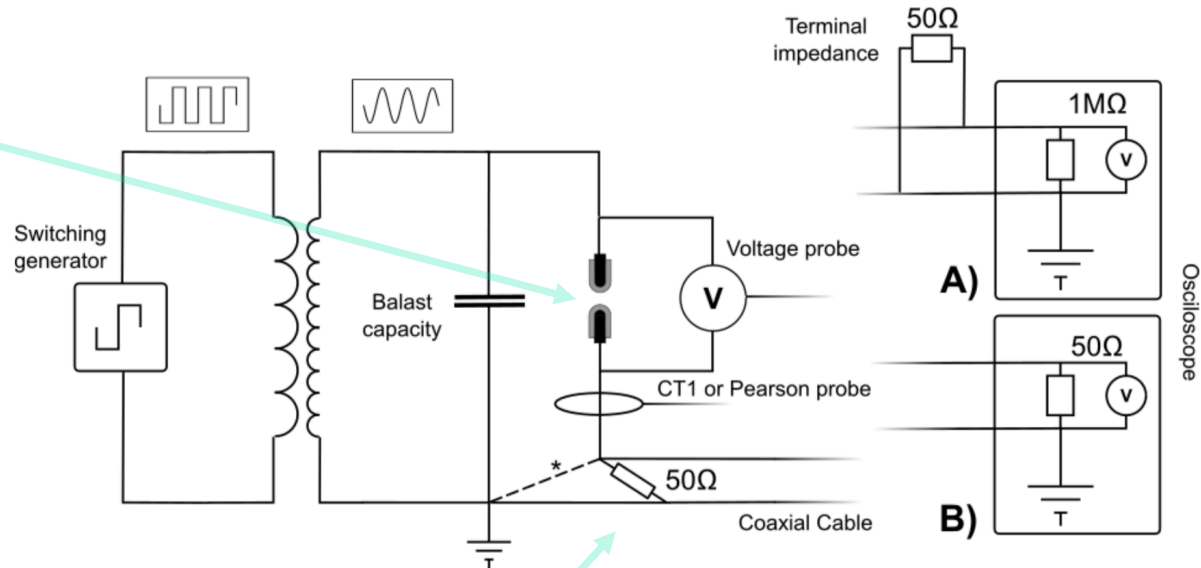 Switching
generator
Balast
capacity
V
Voltage probe
CT1 or Pearson probe
*
50Ω
Coaxial Cable
T
Terminal
impedance
50Ω
1MΩ
V
T
A)
50Ω
V
T
B)
Osciloscope